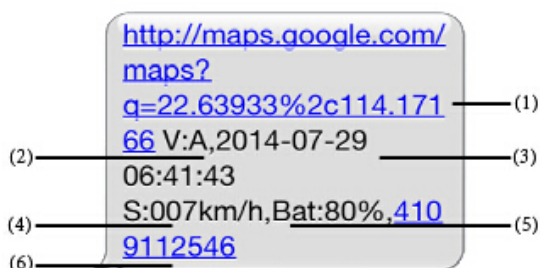 http://maps.google.com/
maps?
q=22.63933%2c114.171 (1)
66 V:A,2014-07-29
(2) (3)
06:41:43
S:007km/h,Bat:80%,410
(4) (5)
9112546
(6)